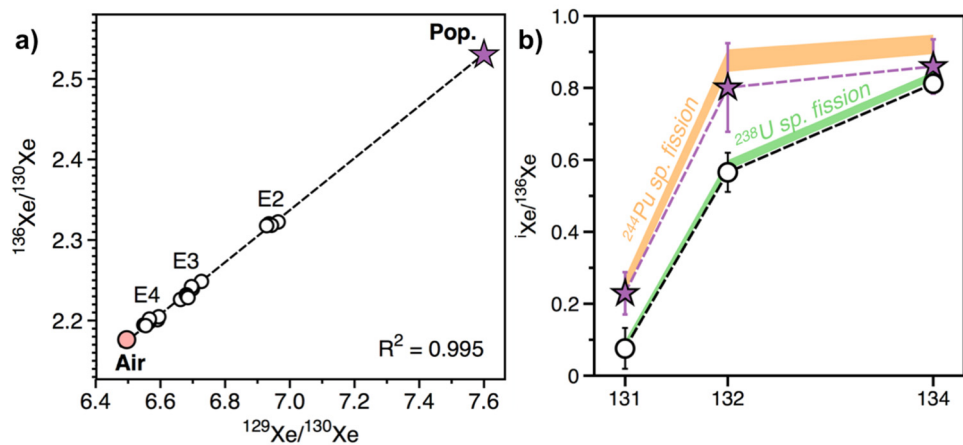 a)
Pop.
2.5
2.4
2.3
2.2
136Xe/130Xe
E2
E3
E4
Air
R2 = 0.995
6.4 6.6 6.8 7.0 7.2 7.4 7.6
129Xe/130Xe
b)
1.0
0.8
0.6
0.4
0.2
0
iXe/136Xe
244Pu sp. fission
238U sp. fission
131 132 134